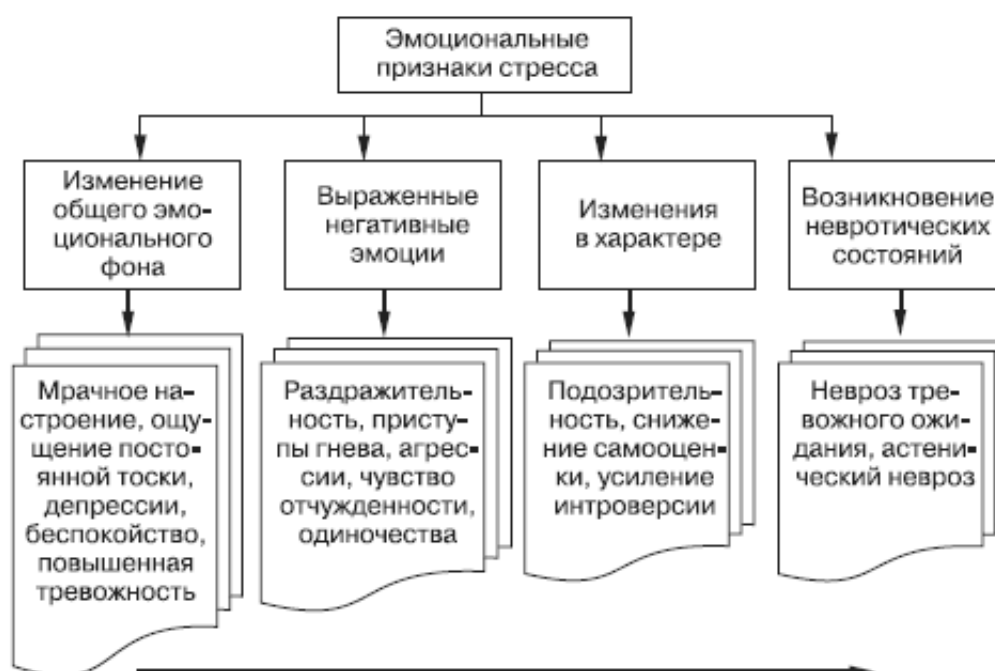 Эмоциональные
признаки стресса
Изменение
общего эмо-
ционального
фона
Выраженные
негативные
эмоции
Изменения
в характере
Возникновение
невротических
состояний
Мрачное на-
строение, ощу-
щение посто-
янной тоски,
депрессии,
беспокойство,
повышенная
тревожность
Раздражитель-
ность, присту-
пы гнева, агрес-
сии, чувство
отчужденности,
одиночества
Подозритель-
ность, сниже-
ние самооцен-
ки, усиление
интроверсии
Невроз тре-
вожного ожи-
дания, астени-
ческий невроз